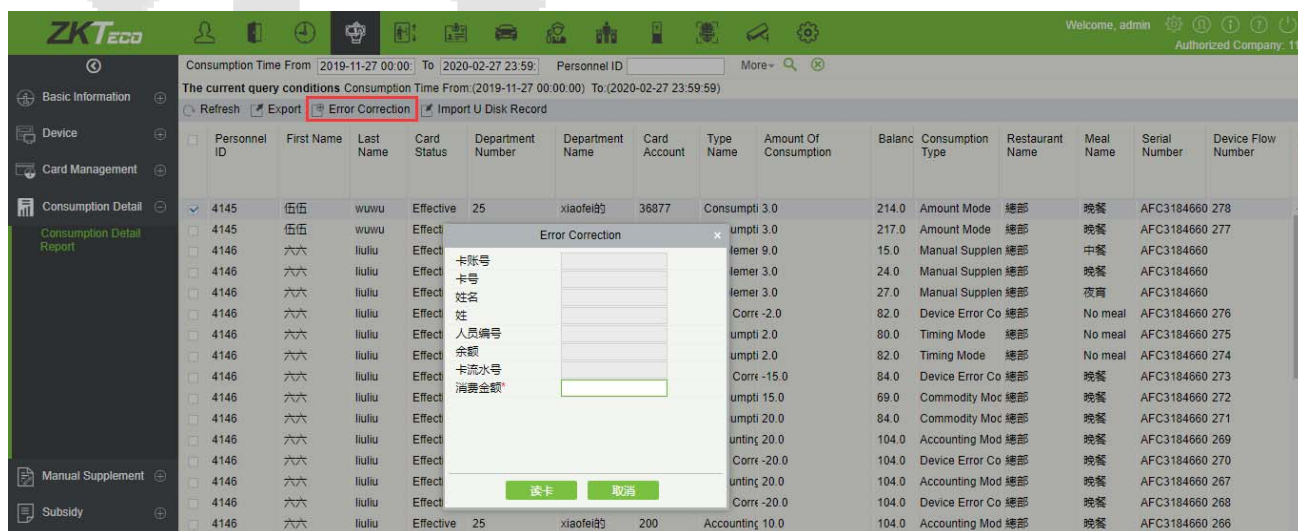 ZKTeco
Welcome, admin
Authorized Company: 11
Consumption Time From 2019-11-27 00:00: To 2020-02-27 23:59: Personnel ID More
The current query conditions Consumption Time From:(2019-11-27 00:00:00) To:(2020-02-27 23:59:59)
Refresh Export Error Correction Import U Disk Record
Basic Information
Device
Card Management
Consumption Detail
Consumption Detail
Report
Manual Supplement
Subsidy
Personnel ID First Name Last Name Card Status Department Number Department Name Card Account Type Name Amount Of Consumption Balanc Consumption Type Restaurant Name Meal Name Serial Number Device Flow Number
4145 伍伍 wuwu Effective 25 xiaofei的 36877 Consumpti 3.0 214.0 Amount Mode 總部 晚餐 AFC3184660 278
4145 伍伍 wuwu Effecti umpti 3.0 217.0 Amount Mode 總部 晚餐 AFC3184660 277
4146 六六 liuliu Effecti lemer 9.0 15.0 Manual Supplen 總部 中餐 AFC3184660
4146 六六 liuliu Effecti lemer 3.0 24.0 Manual Supplen 總部 晚餐 AFC3184660
4146 六六 liuliu Effecti lemer 3.0 27.0 Manual Supplen 總部 夜宵 AFC3184660
4146 六六 liuliu Effecti Corre -2.0 82.0 Device Error Co 總部 No meal AFC3184660 276
4146 六六 liuliu Effecti umpti 2.0 80.0 Timing Mode 總部 No meal AFC3184660 275
4146 六六 liuliu Effecti umpti 2.0 82.0 Timing Mode 總部 No meal AFC3184660 274
4146 六六 liuliu Effecti Corre -15.0 84.0 Device Error Co 總部 晚餐 AFC3184660 273
4146 六六 liuliu Effecti umpti 15.0 69.0 Commodity Moc 總部 晚餐 AFC3184660 272
4146 六六 liuliu Effecti umpti 20.0 84.0 Commodity Moc 總部 晚餐 AFC3184660 271
4146 六六 liuliu Effecti unting 20.0 104.0 Accounting Mod 總部 晚餐 AFC3184660 269
4146 六六 liuliu Effecti Corre -20.0 104.0 Device Error Co 總部 晚餐 AFC3184660 270
4146 六六 liuliu Effecti unting 20.0 104.0 Accounting Mod 總部 晚餐 AFC3184660 267
4146 六六 liuliu Effecti Corre -20.0 104.0 Device Error Co 總部 晚餐 AFC3184660 268
4146 六六 liuliu Effective 25 xiaofei的 200 Accounting 10.0 104.0 Accounting Mod 總部 晚餐 AFC3184660 266
Error Correction
卡账号
卡号
姓名
姓
人员编号
余额
卡流水号
消费金额*
读卡 取消